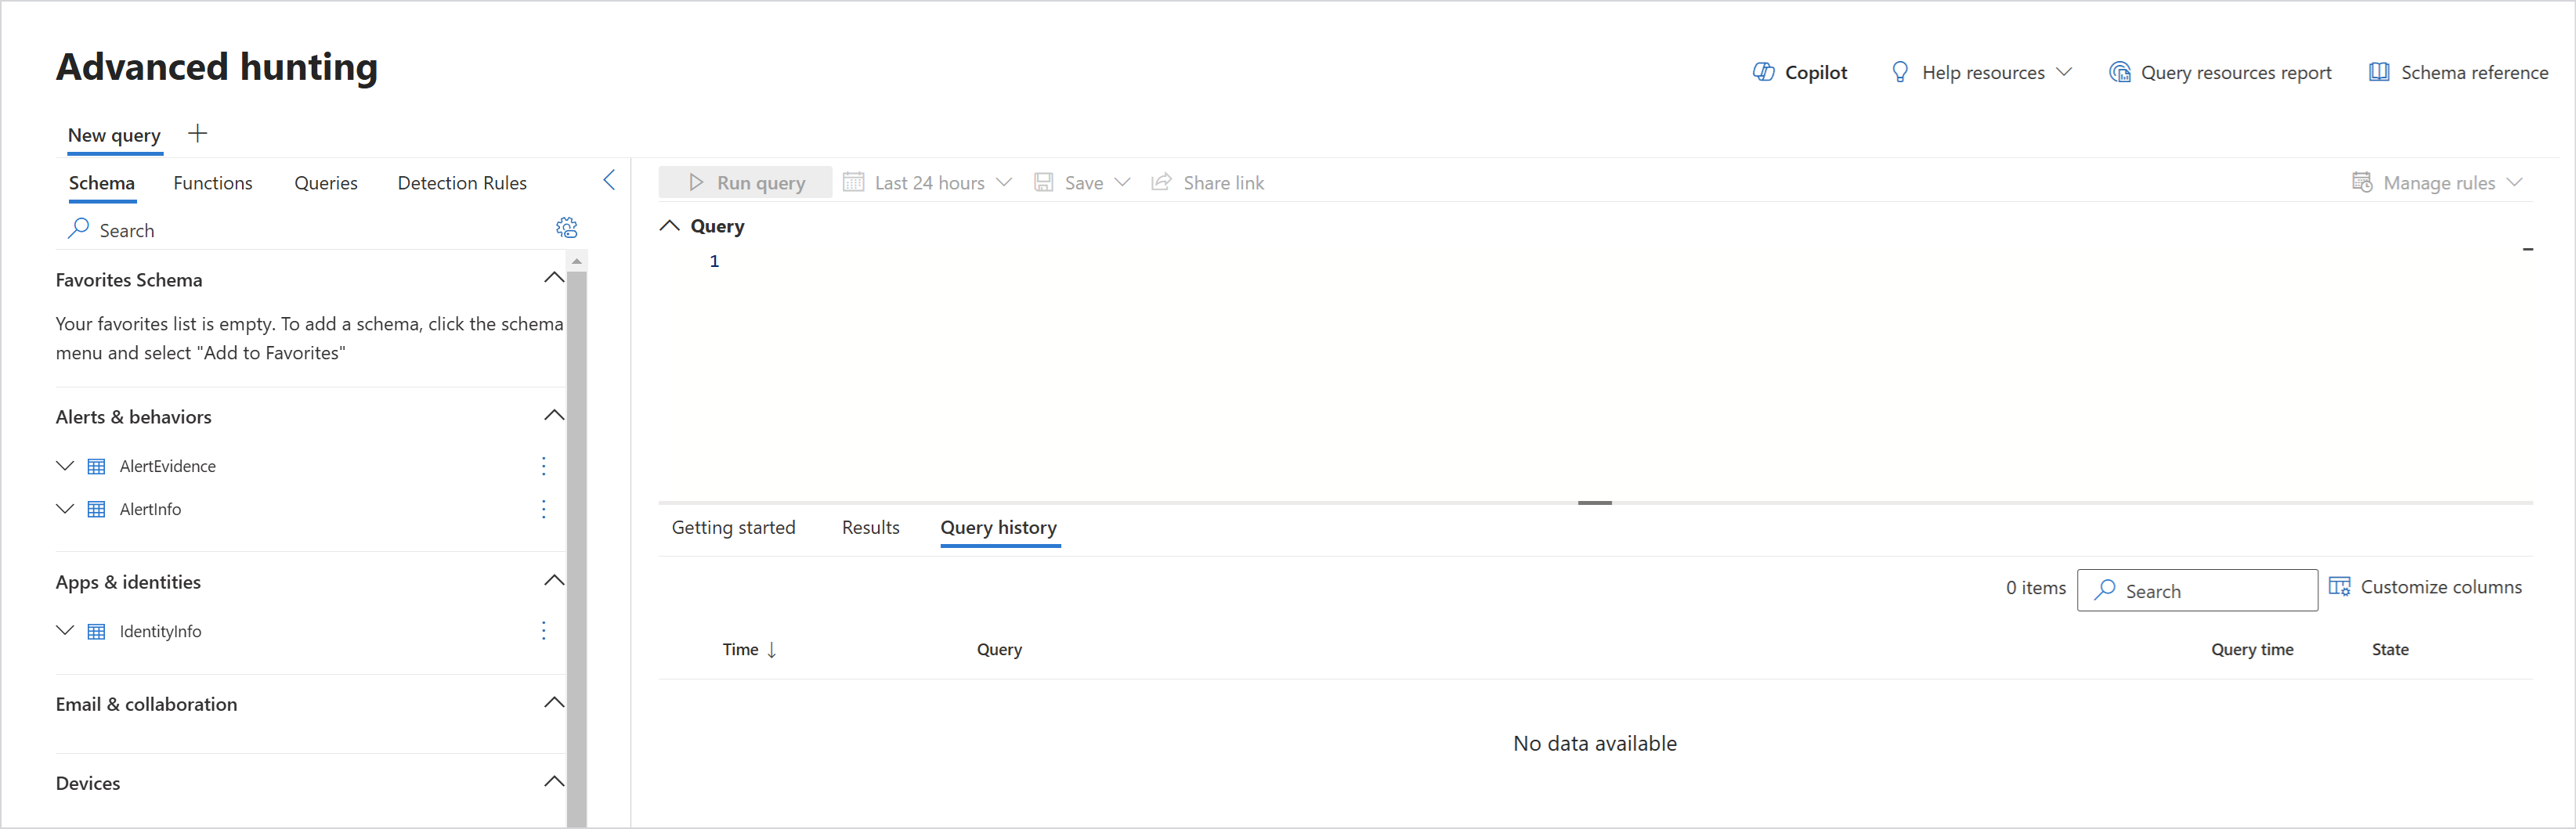 Advanced hunting
Copilot
Help resources
Query resources report
Schema reference
New query
Schema
Functions
Queries
Detection Rules
Search
Favorites Schema
Your favorites list is empty. To add a schema, click the schema
menu and select "Add to Favorites"
Alerts & behaviors
AlertEvidence
AlertInfo
Apps & identities
IdentityInfo
Email & collaboration
Devices
Run query
Last 24 hours
Save
Share link
Manage rules
Query
1
Getting started
Results
Query history
0 items
Search
Customize columns
Time
Query
Query time
State
No data available